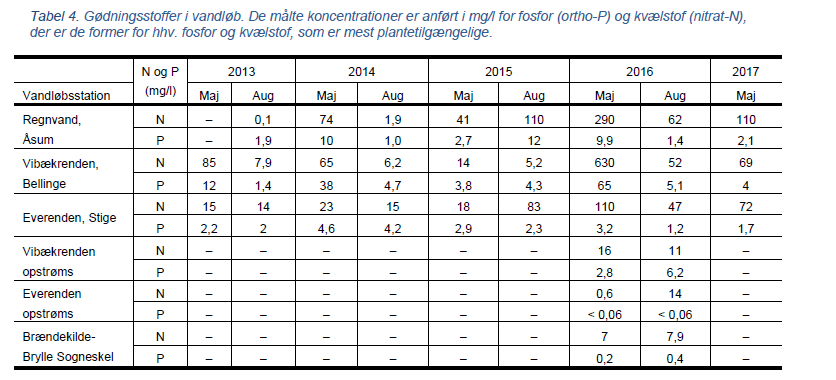 Tabel 4. Gødningsstoffer i vandløb. De målte koncentrationer er anført i mg/l for fosfor (ortho-P) og kvælstof (nitrat-N),
der er de former for hhv. fosfor og kvælstof, som er mest plantetilgængelige.
N og P 2013 2014 2015 2016 2017
Vandløbsstation (mg/l) Maj Aug Maj Aug Maj Aug Maj Aug Maj
Regnvand, N – 0,1 74 1,9 41 110 290 62 110
Åsum P – 1,9 10 1,0 2,7 12 9,9 1,4 2,1
Vibækrenden, N 85 7,9 65 6,2 14 5,2 630 52 69
Bellinge P 12 1,4 38 4,7 3,8 4,3 65 5,1 4
Everenden, Stige N 15 14 23 15 18 83 110 47 72
P 2,2 2 4,6 4,2 2,9 2,3 3,2 1,2 1,7
Vibækrenden N – – – – – – 16 11 –
opstrøms P – – – – – – 2,8 6,2 –
Everenden N – – – – – – 0,6 14 –
opstrøms P – – – – – – < 0,06 < 0,06 –
Brændekilde- N – – – – – – 7 7,9 –
Brylle Sogneskel P – – – – – – 0,2 0,4 –